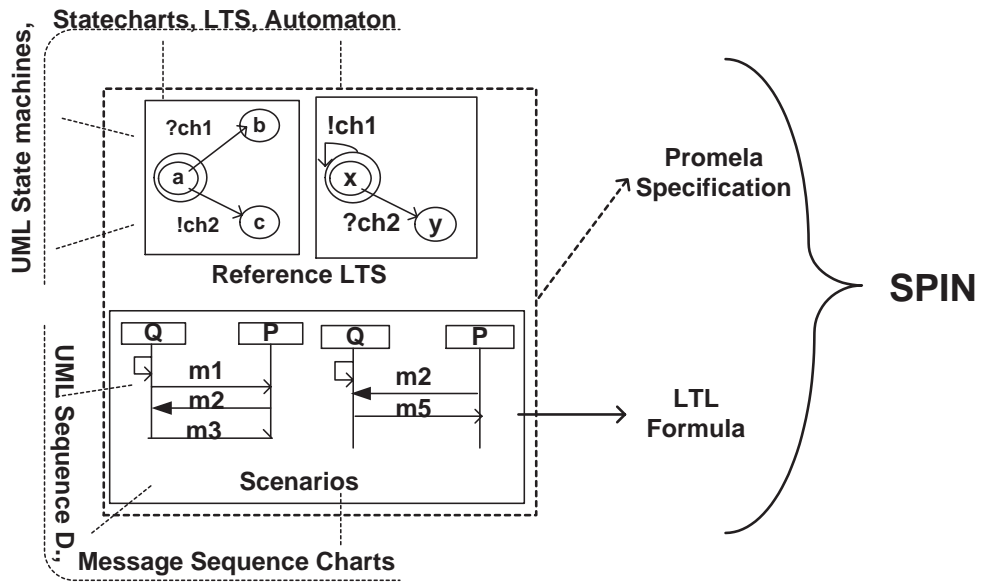 Statecharts, LTS, Automaton
UML State machines,
?ch1
b
a
!ch2
c
!ch1
x
?ch2
y
Reference LTS
Promela
Specification
SPIN
UML Sequence D.,
Q
P
m1
m2
m3
Q
P
m2
m5
Scenarios
LTL
Formula
Message Sequence Charts